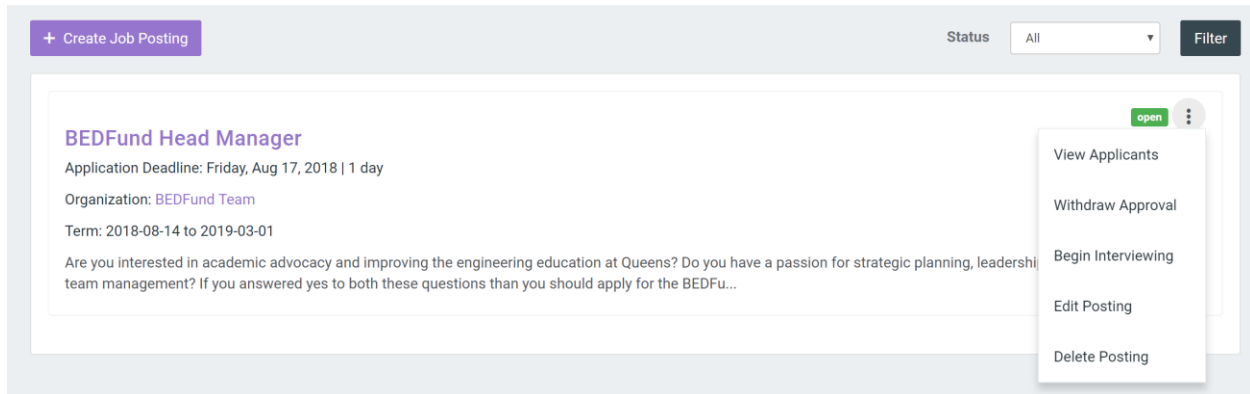 + Create Job Posting
Status
All
Filter
BEDFund Head Manager
open
Application Deadline: Friday, Aug 17, 2018 | 1 day
Organization: BEDFund Team
Term: 2018-08-14 to 2019-03-01
Are you interested in academic advocacy and improving the engineering education at Queens? Do you have a passion for strategic planning,
team management? If you answered yes to both these questions than you should apply for the BEDFu...
View Applicants
Withdraw Approval
Begin Interviewing
Edit Posting
Delete Posting